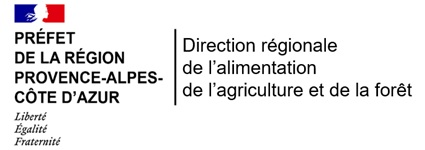 PRÉFET
DE LA RÉGION
PROVENCE-ALPES-
CÔTE D'AZUR
Liberté
Égalité
Fraternité
Direction régionale
de l'alimentation
de l'agriculture et de la forêt